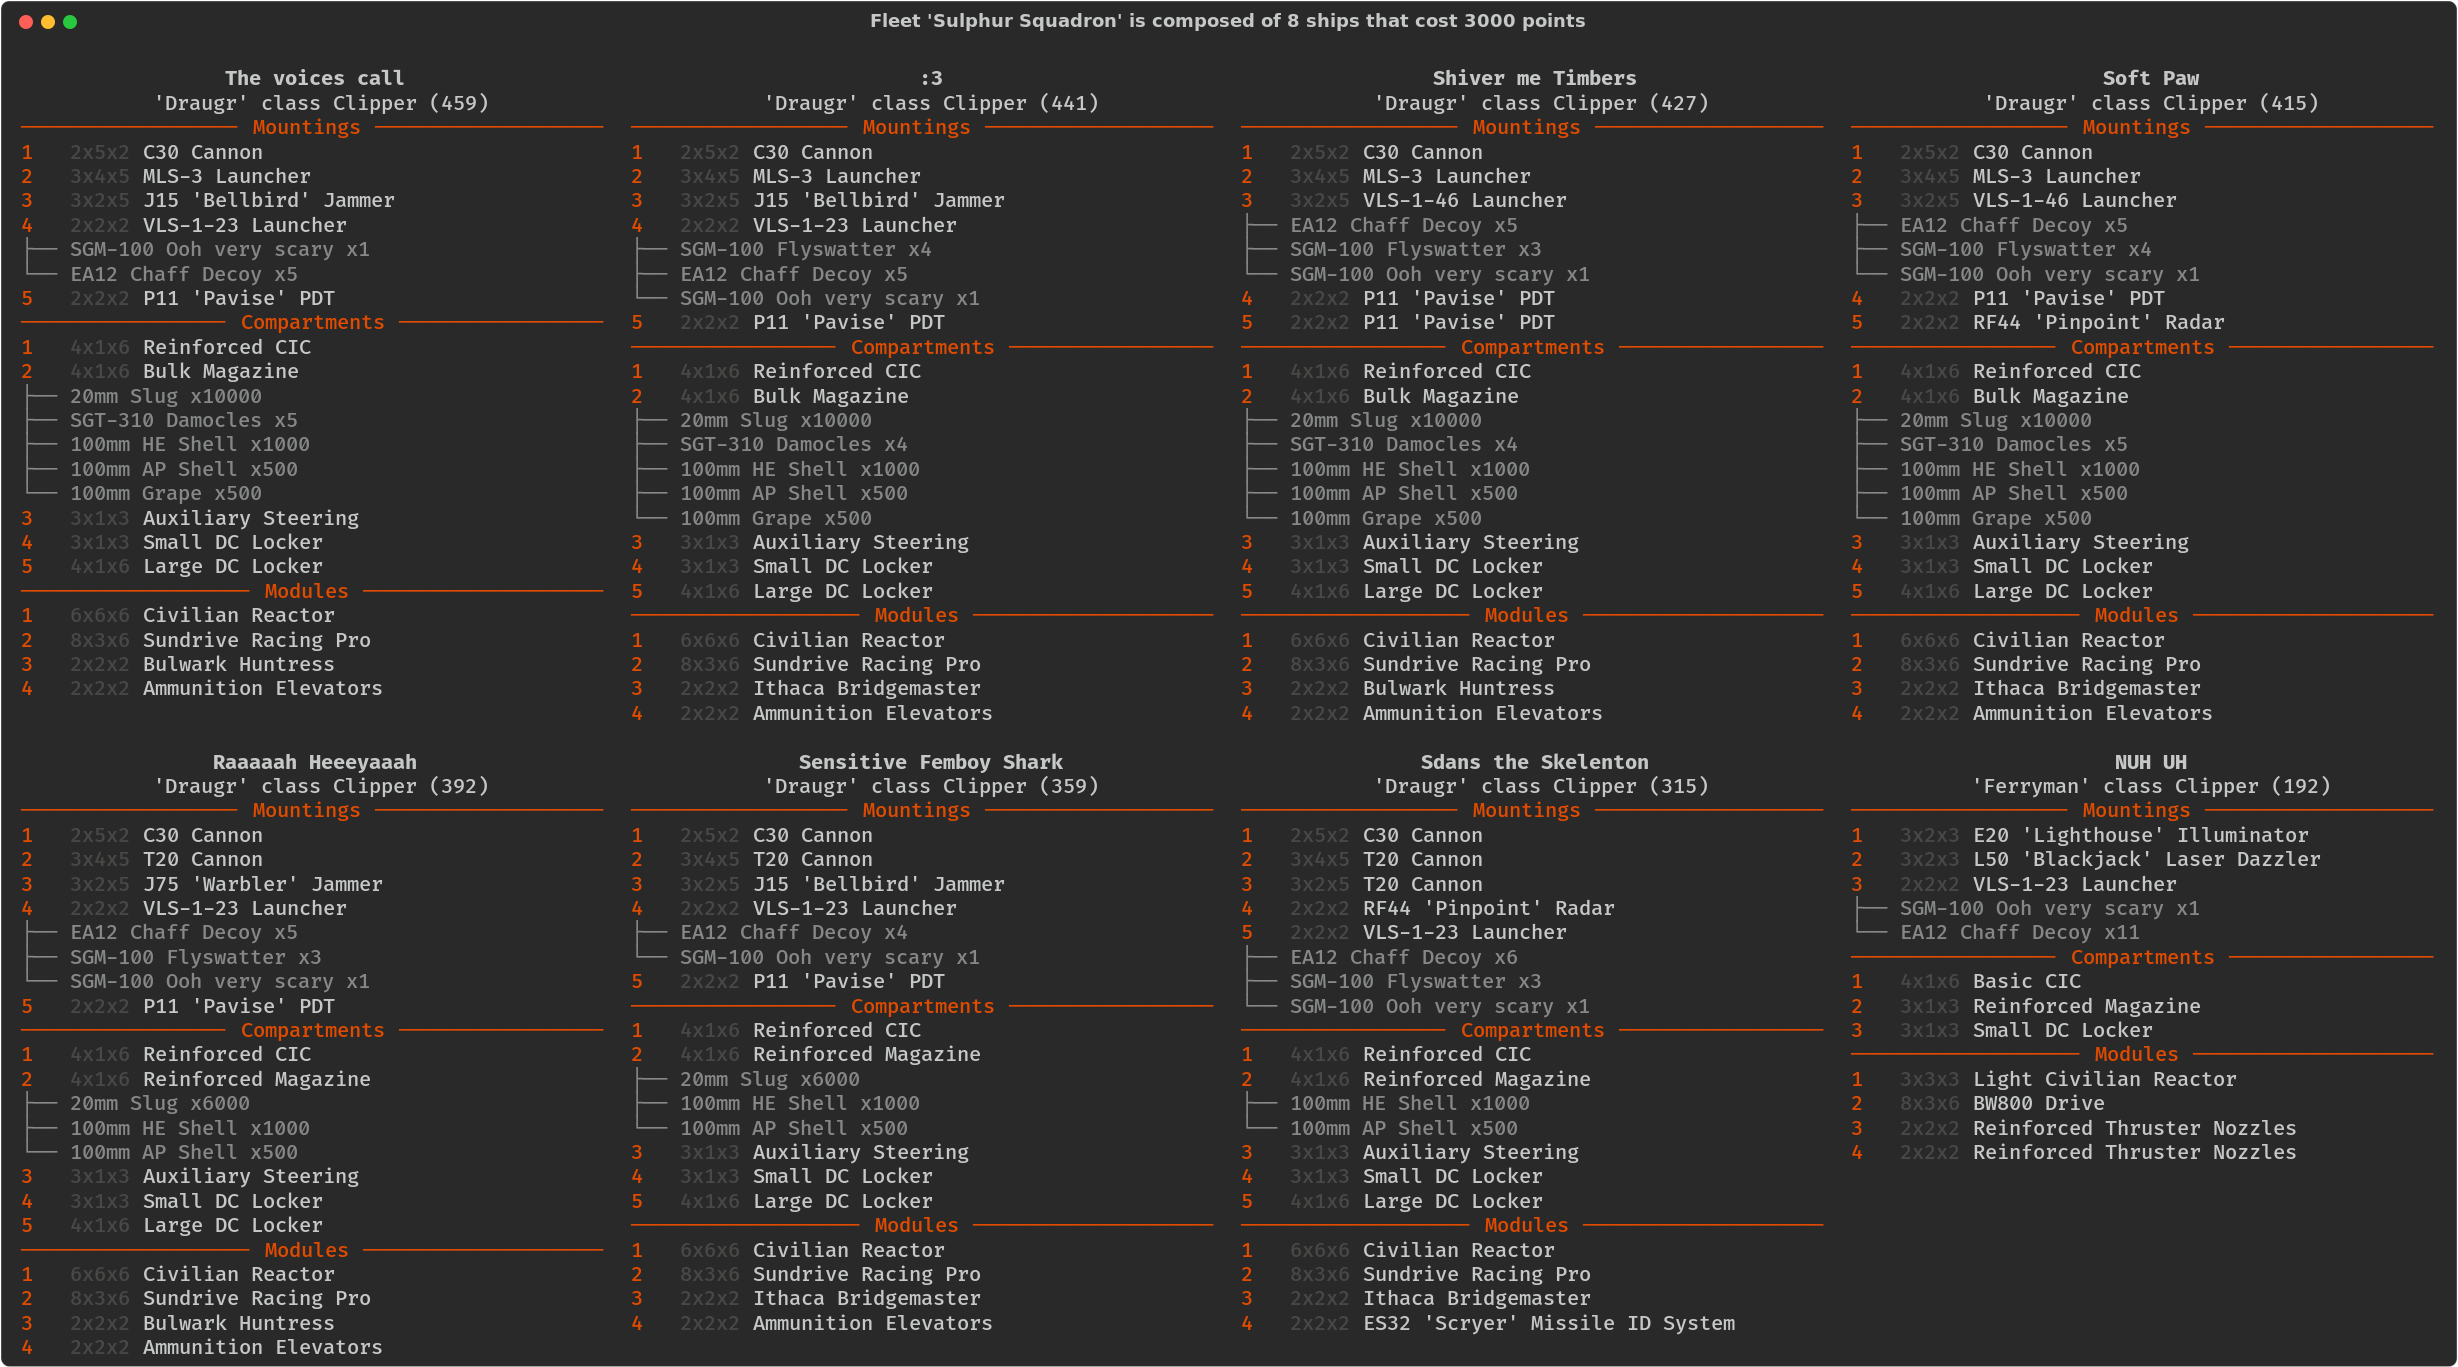 Fleet 'Sulphur Squadron' is composed of 8 ships that cost 3000 points
The voices call
'Draugr' class Clipper (459)
Mountings
1 2x5x2 C30 Cannon
2 3x4x5 MLS-3 Launcher
3 3x2x5 J15 'Bellbird' Jammer
4 2x2x2 VLS-1-23 Launcher
SGM-100 Ooh very scary x1
EA12 Chaff Decoy x5
5 2x2x2 P11 'Pavise' PDT
Compartments
1 4x1x6 Reinforced CIC
2 4x1x6 Bulk Magazine
20mm Slug x10000
SGT-310 Damocles x5
100mm HE Shell x1000
100mm AP Shell x500
100mm Grape x500
3 3x1x3 Auxiliary Steering
4 3x1x3 Small DC Locker
5 4x1x6 Large DC Locker
Modules
1 6x6x6 Civilian Reactor
2 8x3x6 Sundrive Racing Pro
3 2x2x2 Bulwark Huntress
4 2x2x2 Ammunition Elevators
:3
'Draugr' class Clipper (441)
Mountings
1 2x5x2 C30 Cannon
2 3x4x5 MLS-3 Launcher
3 3x2x5 J15 'Bellbird' Jammer
4 2x2x2 VLS-1-23 Launcher
SGM-100 Flyswatter x4
EA12 Chaff Decoy x5
SGM-100 Ooh very scary x1
5 2x2x2 P11 'Pavise' PDT
Compartments
1 4x1x6 Reinforced CIC
2 4x1x6 Bulk Magazine
20mm Slug x10000
SGT-310 Damocles x4
100mm HE Shell x1000
100mm AP Shell x500
100mm Grape x500
3 3x1x3 Auxiliary Steering
4 3x1x3 Small DC Locker
5 4x1x6 Large DC Locker
Modules
1 6x6x6 Civilian Reactor
2 8x3x6 Sundrive Racing Pro
3 2x2x2 Ithaca Bridgemaster
4 2x2x2 Ammunition Elevators
Shiver me Timbers
'Draugr' class Clipper (427)
Mountings
1 2x5x2 C30 Cannon
2 3x4x5 MLS-3 Launcher
3 3x2x5 VLS-1-46 Launcher
EA12 Chaff Decoy x5
SGM-100 Flyswatter x3
SGM-100 Ooh very scary x1
4 2x2x2 P11 'Pavise' PDT
5 2x2x2 P11 'Pavise' PDT
Compartments
1 4x1x6 Reinforced CIC
2 4x1x6 Bulk Magazine
20mm Slug x10000
SGT-310 Damocles x4
100mm HE Shell x1000
100mm AP Shell x500
100mm Grape x500
3 3x1x3 Auxiliary Steering
4 3x1x3 Small DC Locker
5 4x1x6 Large DC Locker
Modules
1 6x6x6 Civilian Reactor
2 8x3x6 Sundrive Racing Pro
3 2x2x2 Bulwark Huntress
4 2x2x2 Ammunition Elevators
Soft Paw
'Draugr' class Clipper (415)
Mountings
1 2x5x2 C30 Cannon
2 3x4x5 MLS-3 Launcher
3 3x2x5 VLS-1-46 Launcher
EA12 Chaff Decoy x5
SGM-100 Flyswatter x4
SGM-100 Ooh very scary x1
4 2x2x2 P11 'Pavise' PDT
5 2x2x2 RF44 'Pinpoint' Radar
Compartments
1 4x1x6 Reinforced CIC
2 4x1x6 Bulk Magazine
20mm Slug x10000
SGT-310 Damocles x5
100mm HE Shell x1000
100mm AP Shell x500
100mm Grape x500
3 3x1x3 Auxiliary Steering
4 3x1x3 Small DC Locker
5 4x1x6 Large DC Locker
Modules
1 6x6x6 Civilian Reactor
2 8x3x6 Sundrive Racing Pro
3 2x2x2 Ithaca Bridgemaster
4 2x2x2 Ammunition Elevators
Raaaaah Heeeyaaah
'Draugr' class Clipper (392)
Mountings
1 2x5x2 C30 Cannon
2 3x4x5 T20 Cannon
3 3x2x5 J75 'Warbler' Jammer
4 2x2x2 VLS-1-23 Launcher
EA12 Chaff Decoy x5
SGM-100 Flyswatter x3
SGM-100 Ooh very scary x1
5 2x2x2 P11 'Pavise' PDT
Compartments
1 4x1x6 Reinforced CIC
2 4x1x6 Reinforced Magazine
20mm Slug x6000
100mm HE Shell x1000
100mm AP Shell x500
3 3x1x3 Auxiliary Steering
4 3x1x3 Small DC Locker
5 4x1x6 Large DC Locker
Modules
1 6x6x6 Civilian Reactor
2 8x3x6 Sundrive Racing Pro
3 2x2x2 Bulwark Huntress
4 2x2x2 Ammunition Elevators
Sensitive Femboy Shark
'Draugr' class Clipper (359)
Mountings
1 2x5x2 C30 Cannon
2 3x4x5 T20 Cannon
3 3x2x5 J15 'Bellbird' Jammer
4 2x2x2 VLS-1-23 Launcher
EA12 Chaff Decoy x4
SGM-100 Ooh very scary x1
5 2x2x2 P11 'Pavise' PDT
Compartments
1 4x1x6 Reinforced CIC
2 4x1x6 Reinforced Magazine
20mm Slug x6000
100mm HE Shell x1000
100mm AP Shell x500
3 3x1x3 Auxiliary Steering
4 3x1x3 Small DC Locker
5 4x1x6 Large DC Locker
Modules
1 6x6x6 Civilian Reactor
2 8x3x6 Sundrive Racing Pro
3 2x2x2 Ithaca Bridgemaster
4 2x2x2 Ammunition Elevators
Sdans the Skelenton
'Draugr' class Clipper (315)
Mountings
1 2x5x2 C30 Cannon
2 3x4x5 T20 Cannon
3 3x2x5 T20 Cannon
4 2x2x2 RF44 'Pinpoint' Radar
5 2x2x2 VLS-1-23 Launcher
EA12 Chaff Decoy x6
SGM-100 Flyswatter x3
SGM-100 Ooh very scary x1
Compartments
1 4x1x6 Reinforced CIC
2 4x1x6 Reinforced Magazine
100mm HE Shell x1000
100mm AP Shell x500
3 3x1x3 Auxiliary Steering
4 3x1x3 Small DC Locker
5 4x1x6 Large DC Locker
Modules
1 6x6x6 Civilian Reactor
2 8x3x6 Sundrive Racing Pro
3 2x2x2 Ithaca Bridgemaster
4 2x2x2 ES32 'Scryer' Missile ID System
NUH UH
'Ferryman' class Clipper (192)
Mountings
1 3x2x3 E20 'Lighthouse' Illuminator
2 3x2x3 L50 'Blackjack' Laser Dazzler
3 2x2x2 VLS-1-23 Launcher
SGM-100 Ooh very scary x1
EA12 Chaff Decoy x11
Compartments
1 4x1x6 Basic CIC
2 3x1x3 Reinforced Magazine
3 3x1x3 Small DC Locker
Modules
1 3x3x3 Light Civilian Reactor
2 8x3x6 BW800 Drive
3 2x2x2 Reinforced Thruster Nozzles
4 2x2x2 Reinforced Thruster Nozzles